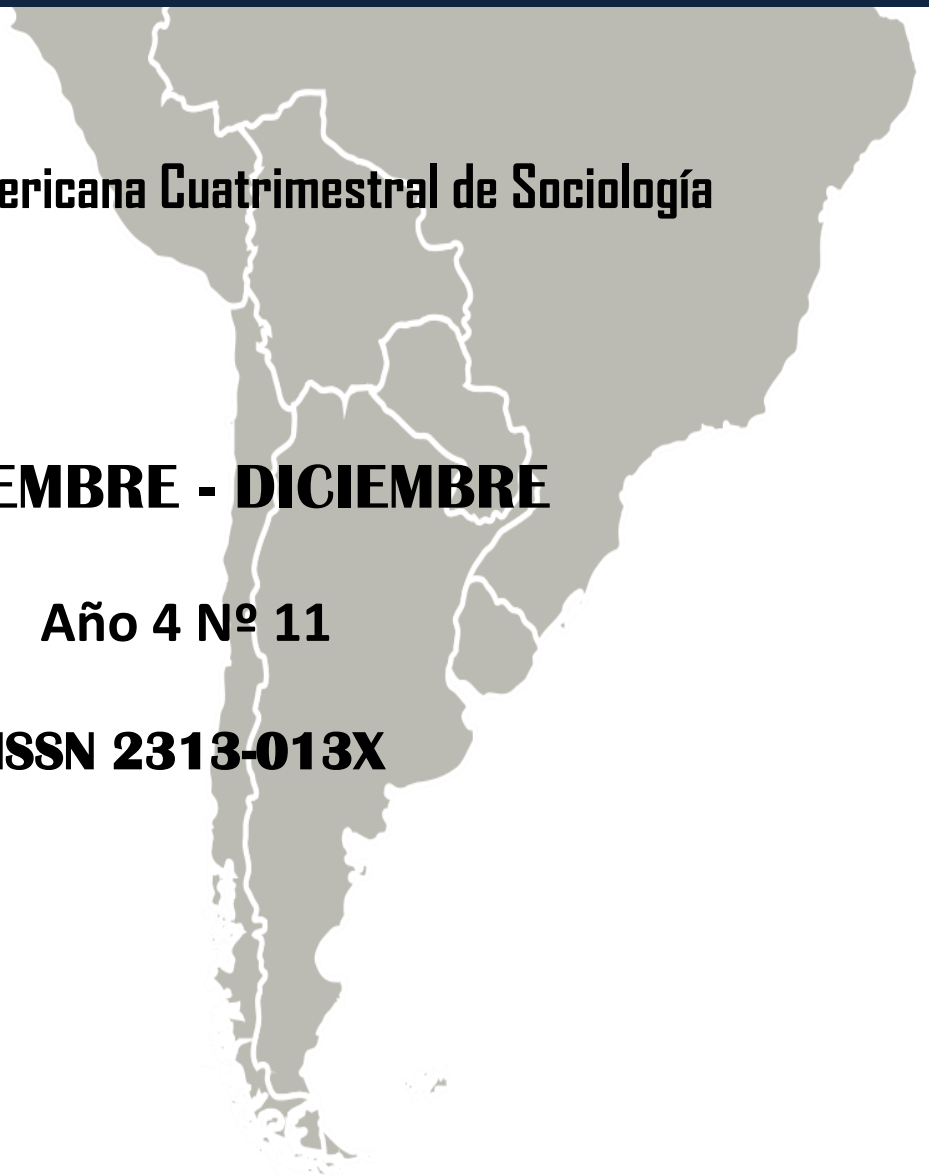 ericana Cuatrimestral de Sociología
EMBRE - DICIEMBRE
Año 4 Nº 11
ISSN 2313-013X